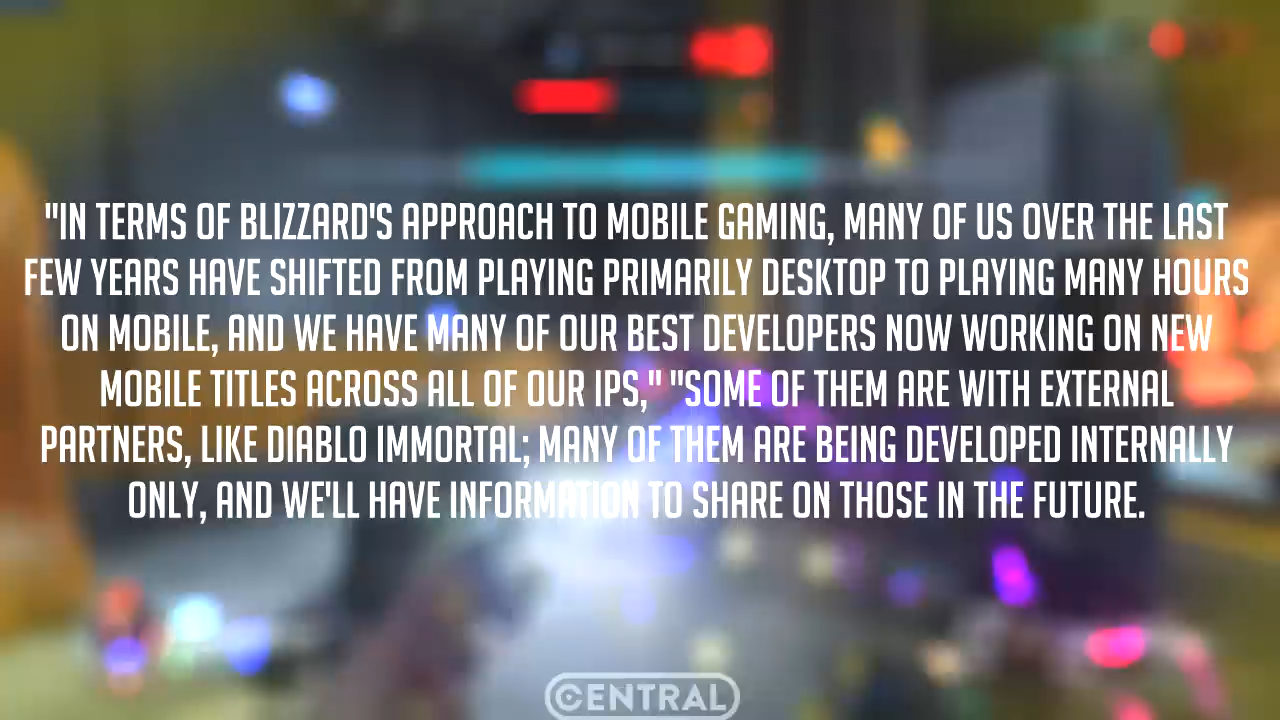 "IN TERMS OF BLIZZARD'S APPROACH TO MOBILE GAMING, MANY OF US OVER THE LAST
FEW YEARS HAVE SHIFTED FROM PLAYING PRIMARILY DESKTOP TO PLAYING MANY HOURS
ON MOBILE, AND WE HAVE MANY OF OUR BEST DEVELOPERS NOW WORKING ON NEW
MOBILE TITLES ACROSS ALL OF OUR IPS," "SOME OF THEM ARE WITH EXTERNAL
PARTNERS, LIKE DIABLO IMMORTAL; MANY OF THEM ARE BEING DEVELOPED INTERNALLY
ONLY, AND WE'LL HAVE INFORMATION TO SHARE ON THOSE IN THE FUTURE.
CENTRAL